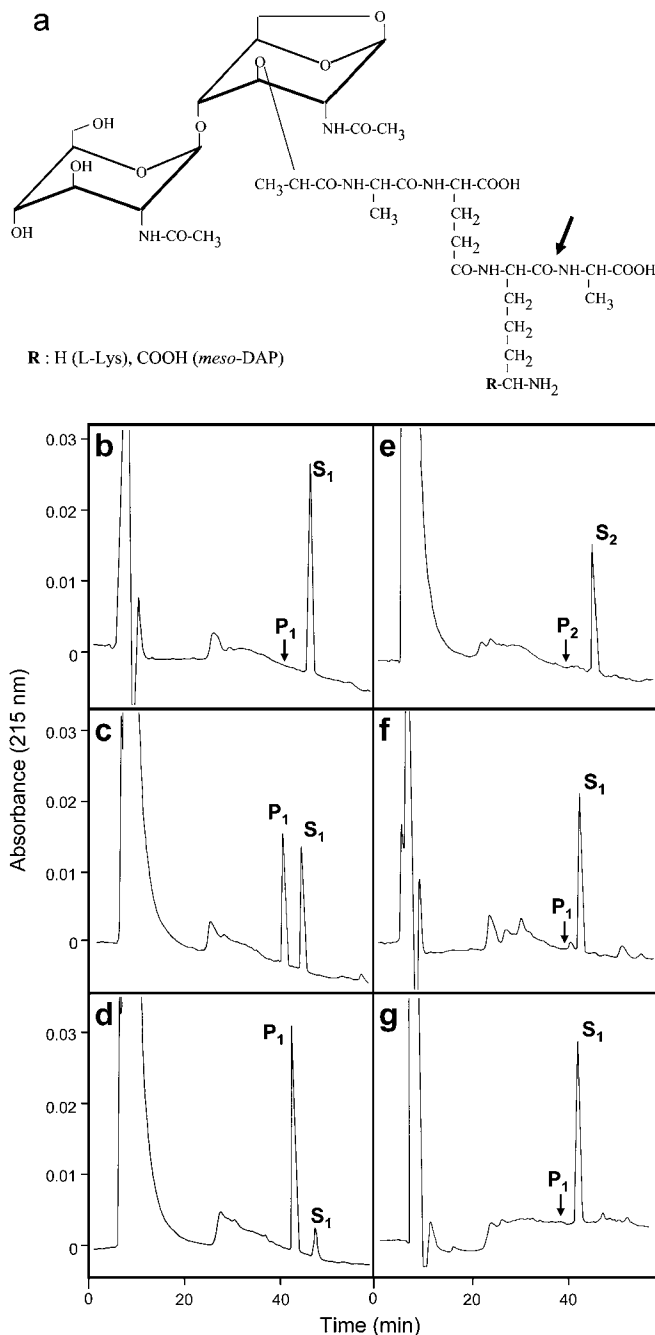 a
O
O
O
OH
O
NH-CO-CH₃
OH
O
CH₃-CH-CO-NH-CH-CO-NH-CH-COOH
OH
NH-CO-CH₃
CH₃
CH₂
CH₂
CO-NH-CH-CO-NH-CH-COOH
CH₂
CH₃
CH₂
CH₂
R : H (L-Lys), COOH (meso-DAP)
R-CH-NH₂
b
S₁
P₁
e
S₂
P₂
c
P₁
S₁
f
S₁
P₁
d
P₁
S₁
g
S₁
P₁
0.03
0.02
0.01
0
0.03
0.02
0.01
0
0.03
0.02
0.01
0
Absorbance (215 nm)
0 20 40 0 20 40
Time (min)